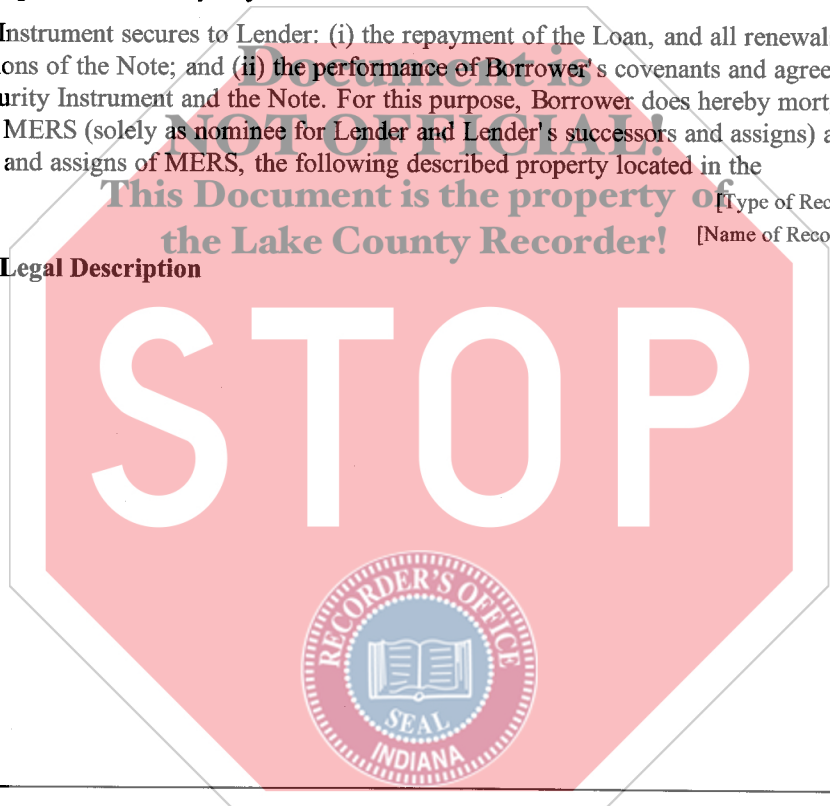 Instrument secures to Lender: (i) the repayment of the Loan, and all renewal
ons of the Note; and (ii) the performance of Borrower's covenants and agree
Document is
urity Instrument and the Note. For this purpose, Borrower does hereby mort
NOT OFFICIAL!
MERS (solely as nominee for Lender and Lender's successors and assigns) a
and assigns of MERS, the following described property located in the
This Document is the property of
[Type of Rec
the Lake County Recorder!
[Name of Reco
Legal Description
STOP
RECORDER'S OFFICE
SEAL
INDIANA